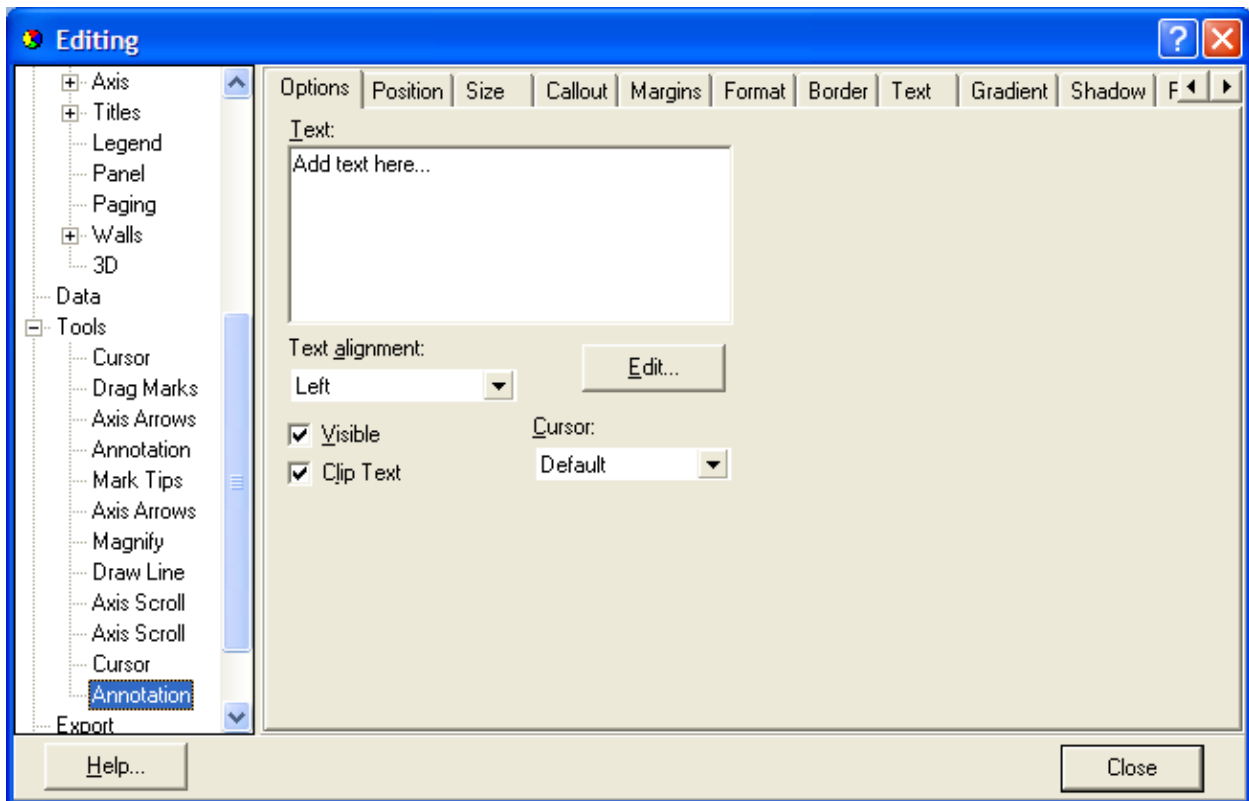 Editing
Axis
Titles
Legend
Panel
Paging
Walls
3D
Data
Tools
Cursor
Drag Marks
Axis Arrows
Annotation
Mark Tips
Axis Arrows
Magnify
Draw Line
Axis Scroll
Axis Scroll
Cursor
Annotation
Export
Options Position Size Callout Margins Format Border Text Gradient Shadow
Text:
Add text here...
Text alignment:
Left
Edit...
Visible
Clip Text
Cursor:
Default
Help...
Close